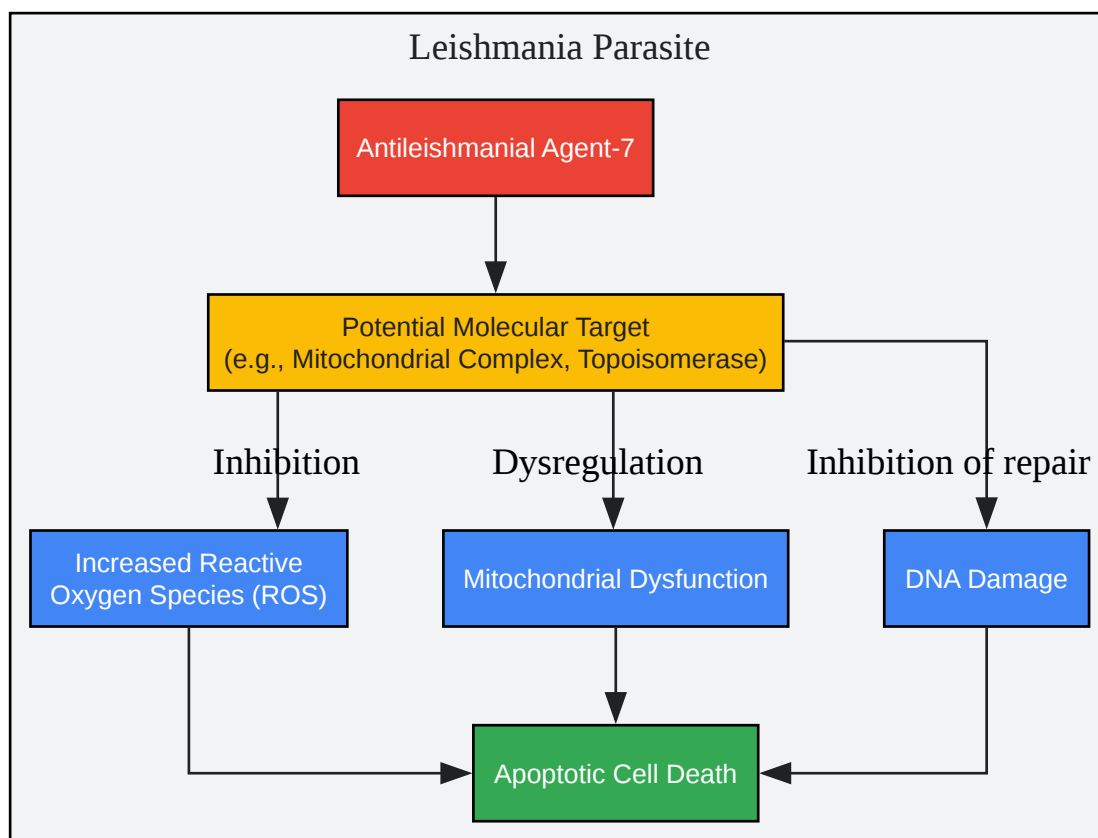 Leishmania Parasite
Antileishmanial Agent-7
Potential Molecular Target
(e.g., Mitochondrial Complex, Topoisomerase)
Inhibition
Dysregulation
Inhibition of repair
Increased Reactive
Oxygen Species (ROS)
Mitochondrial Dysfunction
DNA Damage
Apoptotic Cell Death